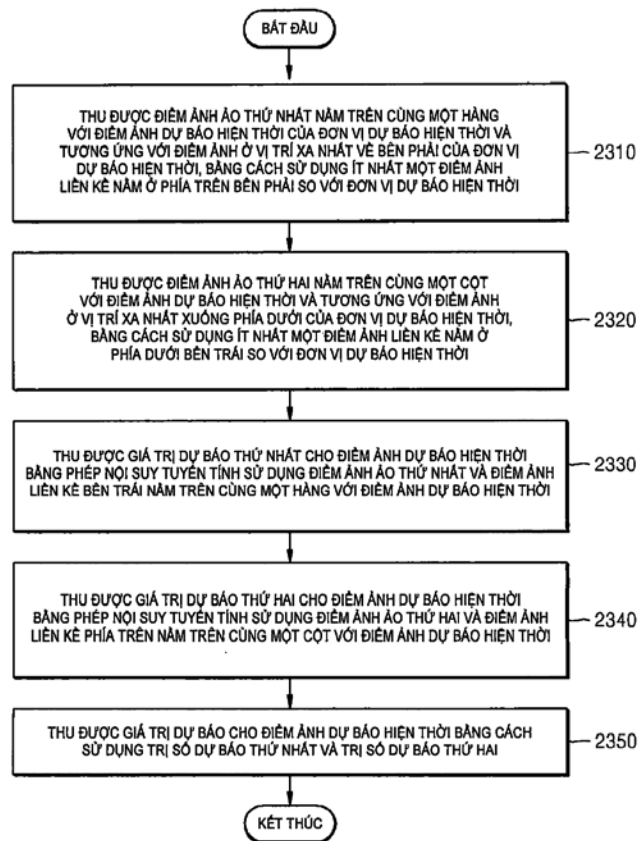 BẮT ĐẦU
THU ĐƯỢC ĐIỂM ẢNH ẢO THỨ NHẤT NẰM TRÊN CÙNG MỘT HÀNG
VỚI ĐIỂM ẢNH DỰ BÁO HIỆN THỜI CỦA ĐƠN VỊ DỰ BÁO HIỆN THỜI VÀ
TƯƠNG ỨNG VỚI ĐIỂM ẢNH Ở VỊ TRÍ XA NHẤT VỀ BÊN PHẢI CỦA ĐƠN VỊ
DỰ BÁO HIỆN THỜI, BẰNG CÁCH SỬ DỤNG ÍT NHẤT MỘT ĐIỂM ẢNH
LIỀN KỀ NẰM Ở PHÍA TRÊN BÊN PHẢI SO VỚI ĐƠN VỊ DỰ BÁO HIỆN THỜI
2310
THU ĐƯỢC ĐIỂM ẢNH ẢO THỨ HAI NẰM TRÊN CÙNG MỘT CỘT
VỚI ĐIỂM ẢNH DỰ BÁO HIỆN THỜI VÀ TƯƠNG ỨNG VỚI ĐIỂM ẢNH
Ở VỊ TRÍ XA NHẤT XUỐNG PHÍA DƯỚI CỦA ĐƠN VỊ DỰ BÁO HIỆN THỜI,
BẰNG CÁCH SỬ DỤNG ÍT NHẤT MỘT ĐIỂM ẢNH LIỀN KỀ NẰM Ở
PHÍA DƯỚI BÊN TRÁI SO VỚI ĐƠN VỊ DỰ BÁO HIỆN THỜI
2320
THU ĐƯỢC GIÁ TRỊ DỰ BÁO THỨ NHẤT CHO ĐIỂM ẢNH DỰ BÁO HIỆN THỜI
BẰNG PHÉP NỘI SUY TUYẾN TÍNH SỬ DỤNG ĐIỂM ẢNH ẢO THỨ NHẤT VÀ ĐIỂM ẢNH
LIỀN KỀ BÊN TRÁI NẰM TRÊN CÙNG MỘT HÀNG VỚI ĐIỂM ẢNH DỰ BÁO HIỆN THỜI
2330
THU ĐƯỢC GIÁ TRỊ DỰ BÁO THỨ HAI CHO ĐIỂM ẢNH DỰ BÁO HIỆN THỜI
BẰNG PHÉP NỘI SUY TUYẾN TÍNH SỬ DỤNG ĐIỂM ẢNH ẢO THỨ HAI VÀ ĐIỂM ẢNH
LIỀN KỀ PHÍA TRÊN NẰM TRÊN CÙNG MỘT CỘT VỚI ĐIỂM ẢNH DỰ BÁO HIỆN THỜI
2340
THU ĐƯỢC GIÁ TRỊ DỰ BÁO CHO ĐIỂM ẢNH DỰ BÁO HIỆN THỜI BẰNG CÁCH
SỬ DỤNG TRỊ SỐ DỰ BÁO THỨ NHẤT VÀ TRỊ SỐ DỰ BÁO THỨ HAI
2350
KẾT THÚC